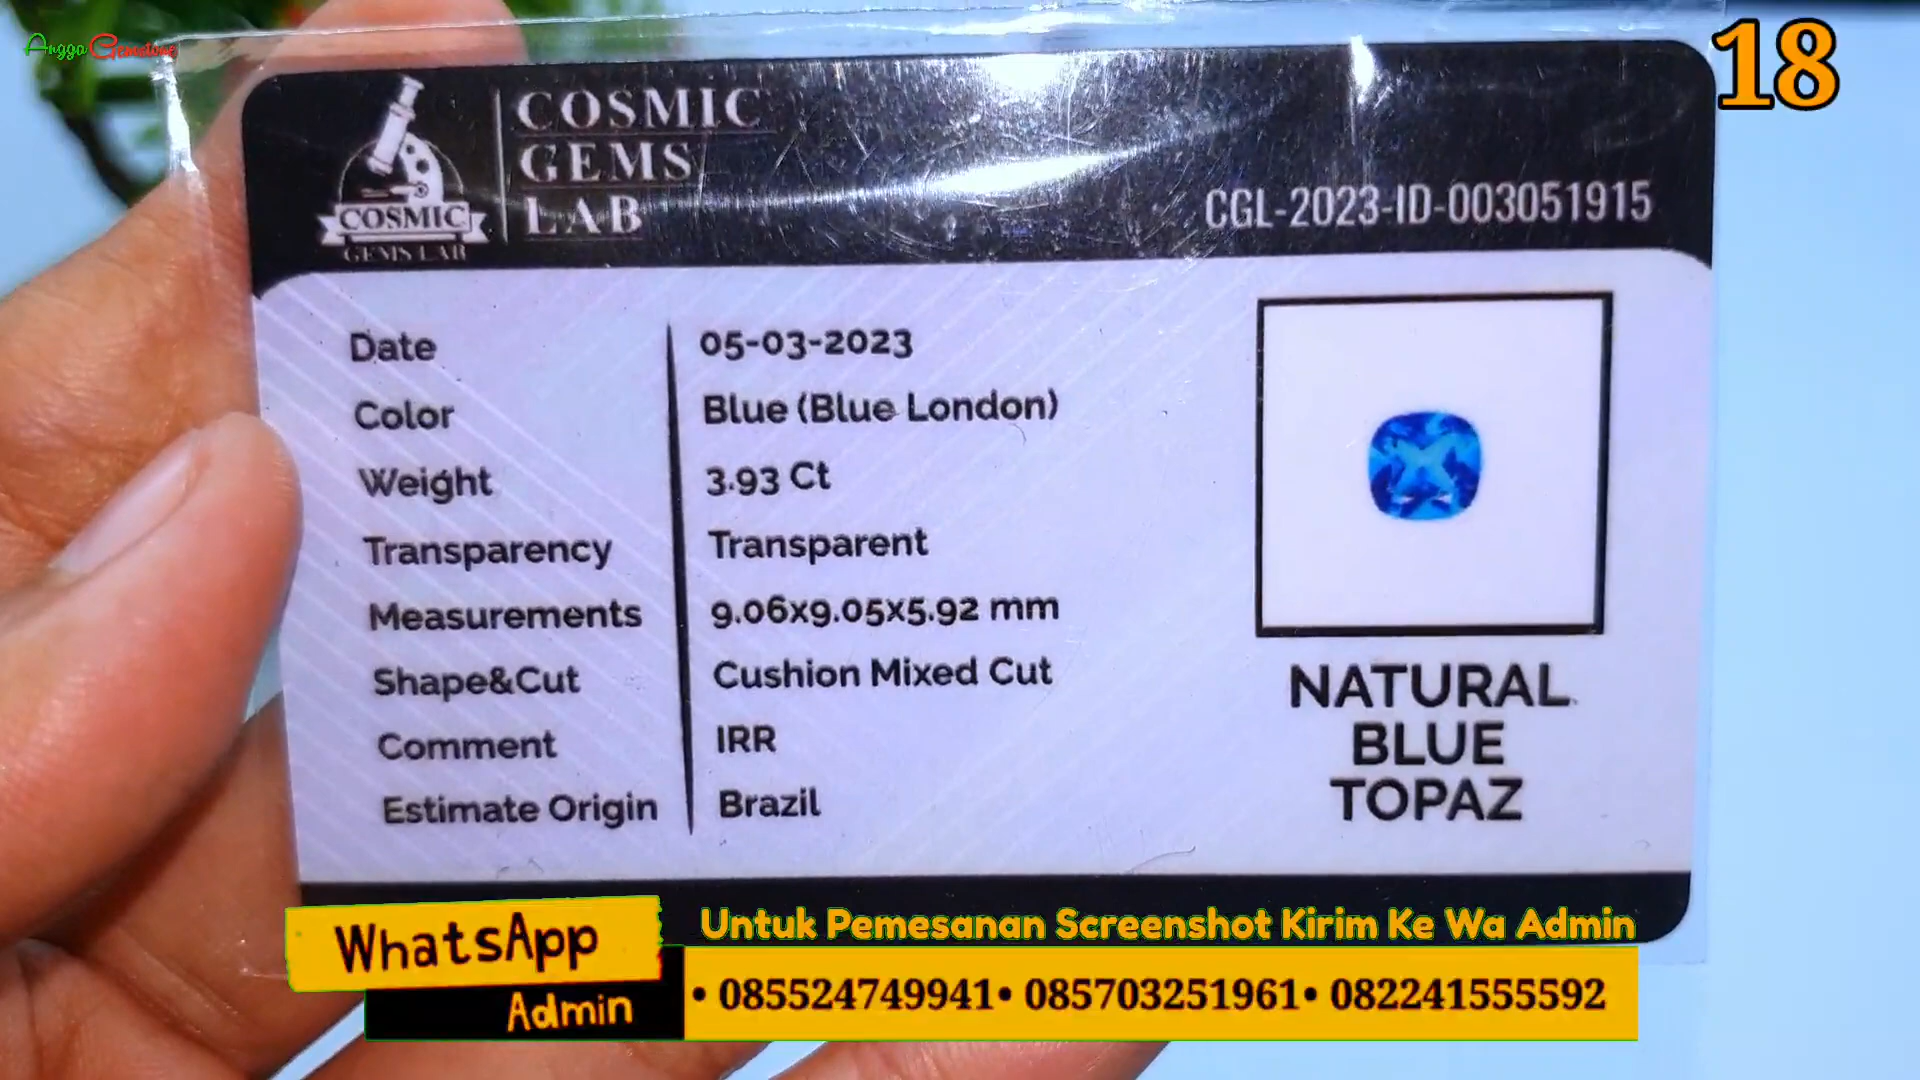 Angga Gemstone
18
COSMIC
GEMS
LAB
COSMIC
GEMS LAB
CGL-2023-ID-003051915
Date 05-03-2023
Color Blue (Blue London)
Weight 3.93 Ct
Transparency Transparent
Measurements 9.06x9.05x5.92 mm
Shape&Cut Cushion Mixed Cut
Comment IRR
Estimate Origin Brazil
NATURAL
BLUE
TOPAZ
WhatsApp
Admin
Untuk Pemesanan Screenshot Kirim Ke Wa Admin
• 085524749941• 085703251961• 082241555592